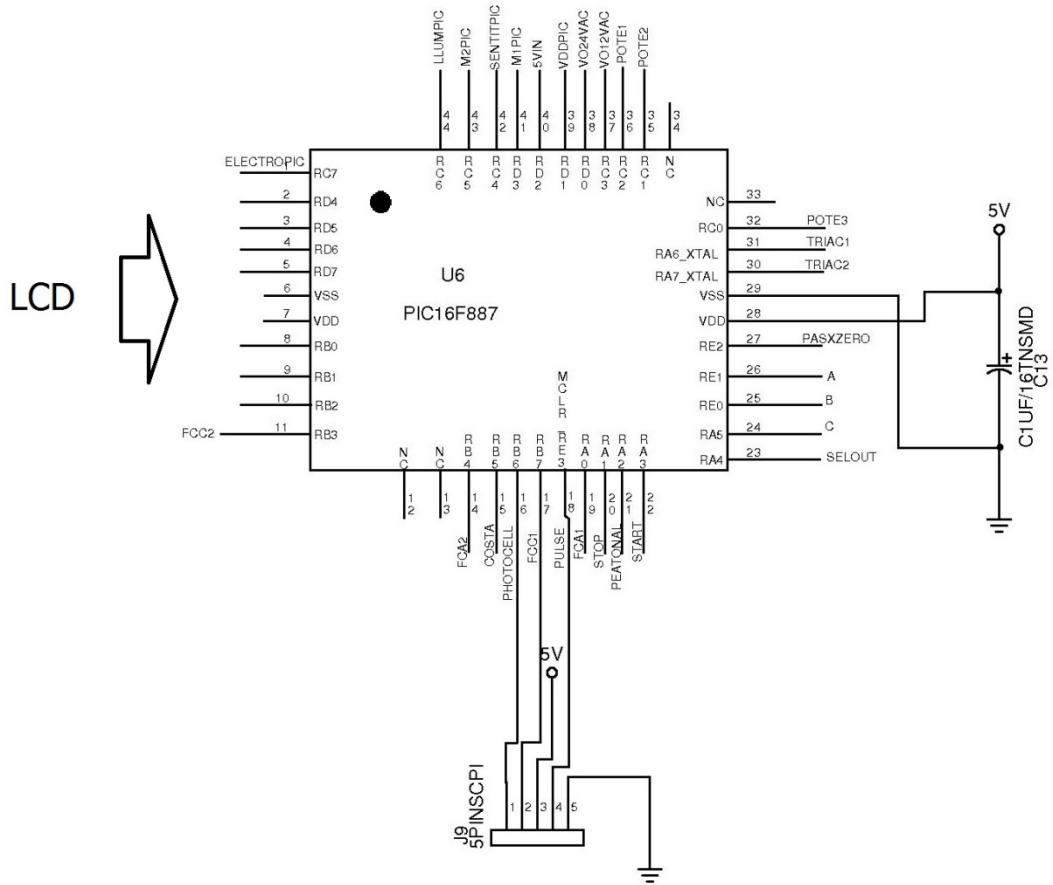 LLUMPIC
M2PIC
SENTITPIC
M1PIC
5VIN
VDDPIC
VO24VAC
VO12VAC
POTE1
POTE2
44
43
42
41
40
39
38
37
36
35
34
RC6
RC5
RC4
RD3
RD2
RD1
RD0
RC3
RC2
RC1
NC
LCD
ELECTROPIC
1 RC7
2 RD4
3 RD5
4 RD6
5 RD7
6 VSS
7 VDD
8 RB0
9 RB1
10 RB2
FCC2 11 RB3
U6
PIC16F887
NC 33
RC0 32 POTE3
RA6_XTAL 31 TRIAC1
RA7_XTAL 30 TRIAC2
VSS 29
VDD 28
RE2 27 PASXZERO
RE1 26 A
RE0 25 B
RA5 24 C
RA4 23 SELOUT
5V
+
C1UF/16TNSMD
C13
NC
NC
RB4
RB5
RB6
RB7
MCLR_RE3
RA0
RA1
RA2
RA3
12
13
14
15
16
17
18
19
20
21
22
FCA2
COSTA
PHOTOCELL
FCC1
PULSE
FCA1
STOP
PEATONAL
START
5V
J9
5PINSCPI
1 2 3 4 5